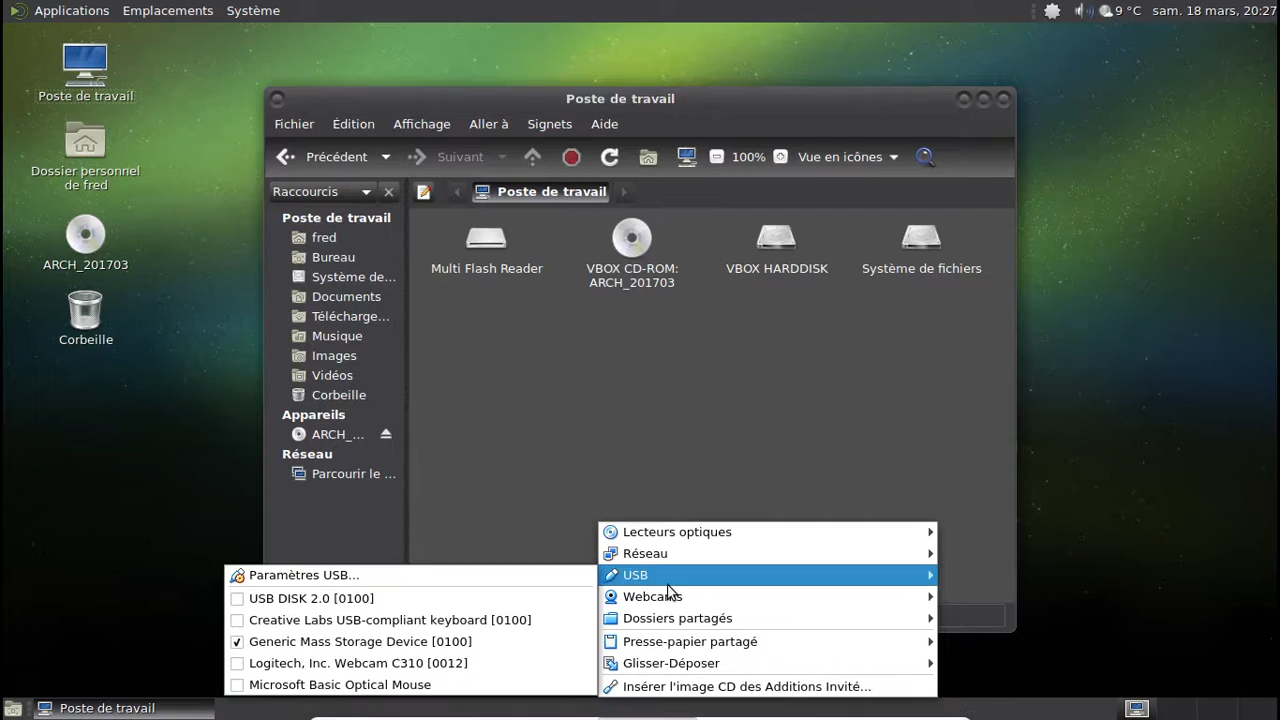 Applications Emplacements Système 9 °C sam. 18 mars, 20:27
Poste de travail
Dossier personnel
de fred
ARCH_201703
Corbeille
Poste de travail
Fichier Édition Affichage Aller à Signets Aide
Précédent Suivant 100% Vue en icônes
Raccourcis Poste de travail
Poste de travail
fred
Bureau
Système de...
Documents
Télécharge...
Musique
Images
Vidéos
Corbeille
Appareils
ARCH_...
Réseau
Parcourir le ...
Multi Flash Reader
VBOX CD-ROM:
ARCH_201703
VBOX HARDDISK
Système de fichiers
Lecteurs optiques
Réseau
USB
Webcams
Dossiers partagés
Presse-papier partagé
Glisser-Déposer
Insérer l'image CD des Additions Invité...
Paramètres USB...
USB DISK 2.0 [0100]
Creative Labs USB-compliant keyboard [0100]
Generic Mass Storage Device [0100]
Logitech, Inc. Webcam C310 [0012]
Microsoft Basic Optical Mouse
Poste de travail